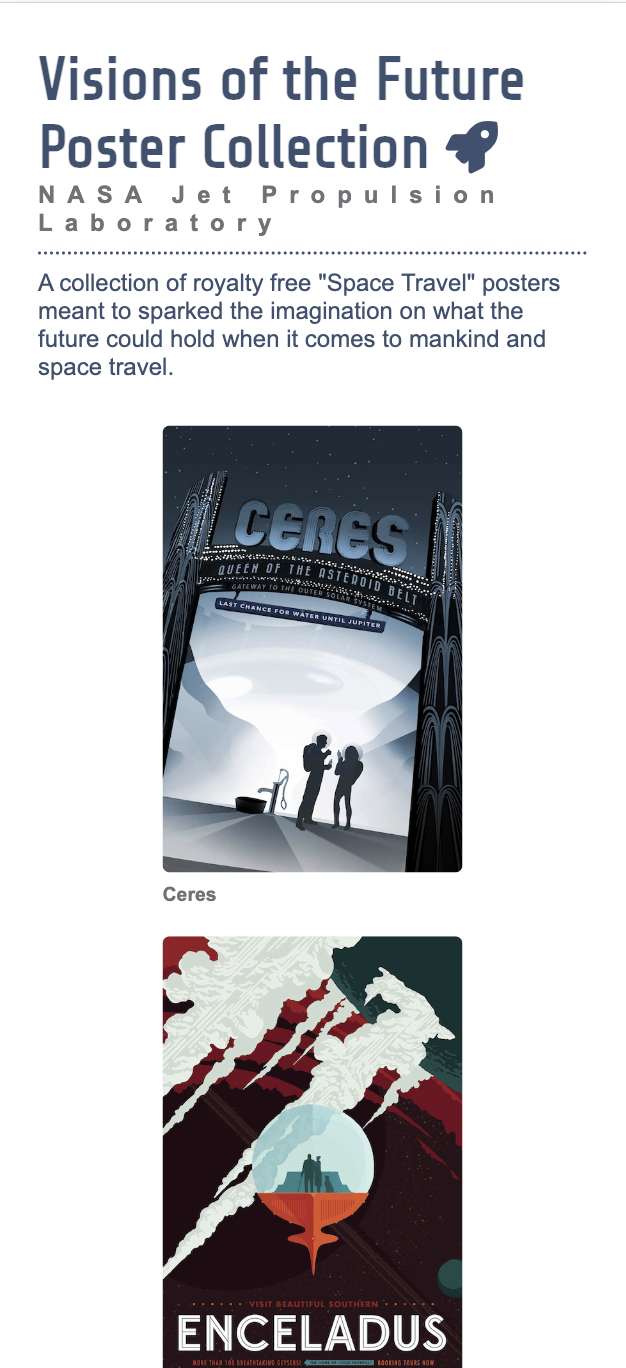 Visions of the Future
Poster Collection
NASA Jet Propulsion
Laboratory
A collection of royalty free "Space Travel" posters
meant to sparked the imagination on what the
future could hold when it comes to mankind and
space travel.
CERES
QUEEN OF THE ASTEROID BELT
GATEWAY TO THE OUTER SOLAR SYSTEM
LAST CHANCE FOR WATER UNTIL JUPITER
Ceres
VISIT BEAUTIFUL SOUTHERN
ENCELADUS
MORE THAN 100 BREATHTAKING GEYSERS! BOOKING TOURS NOW